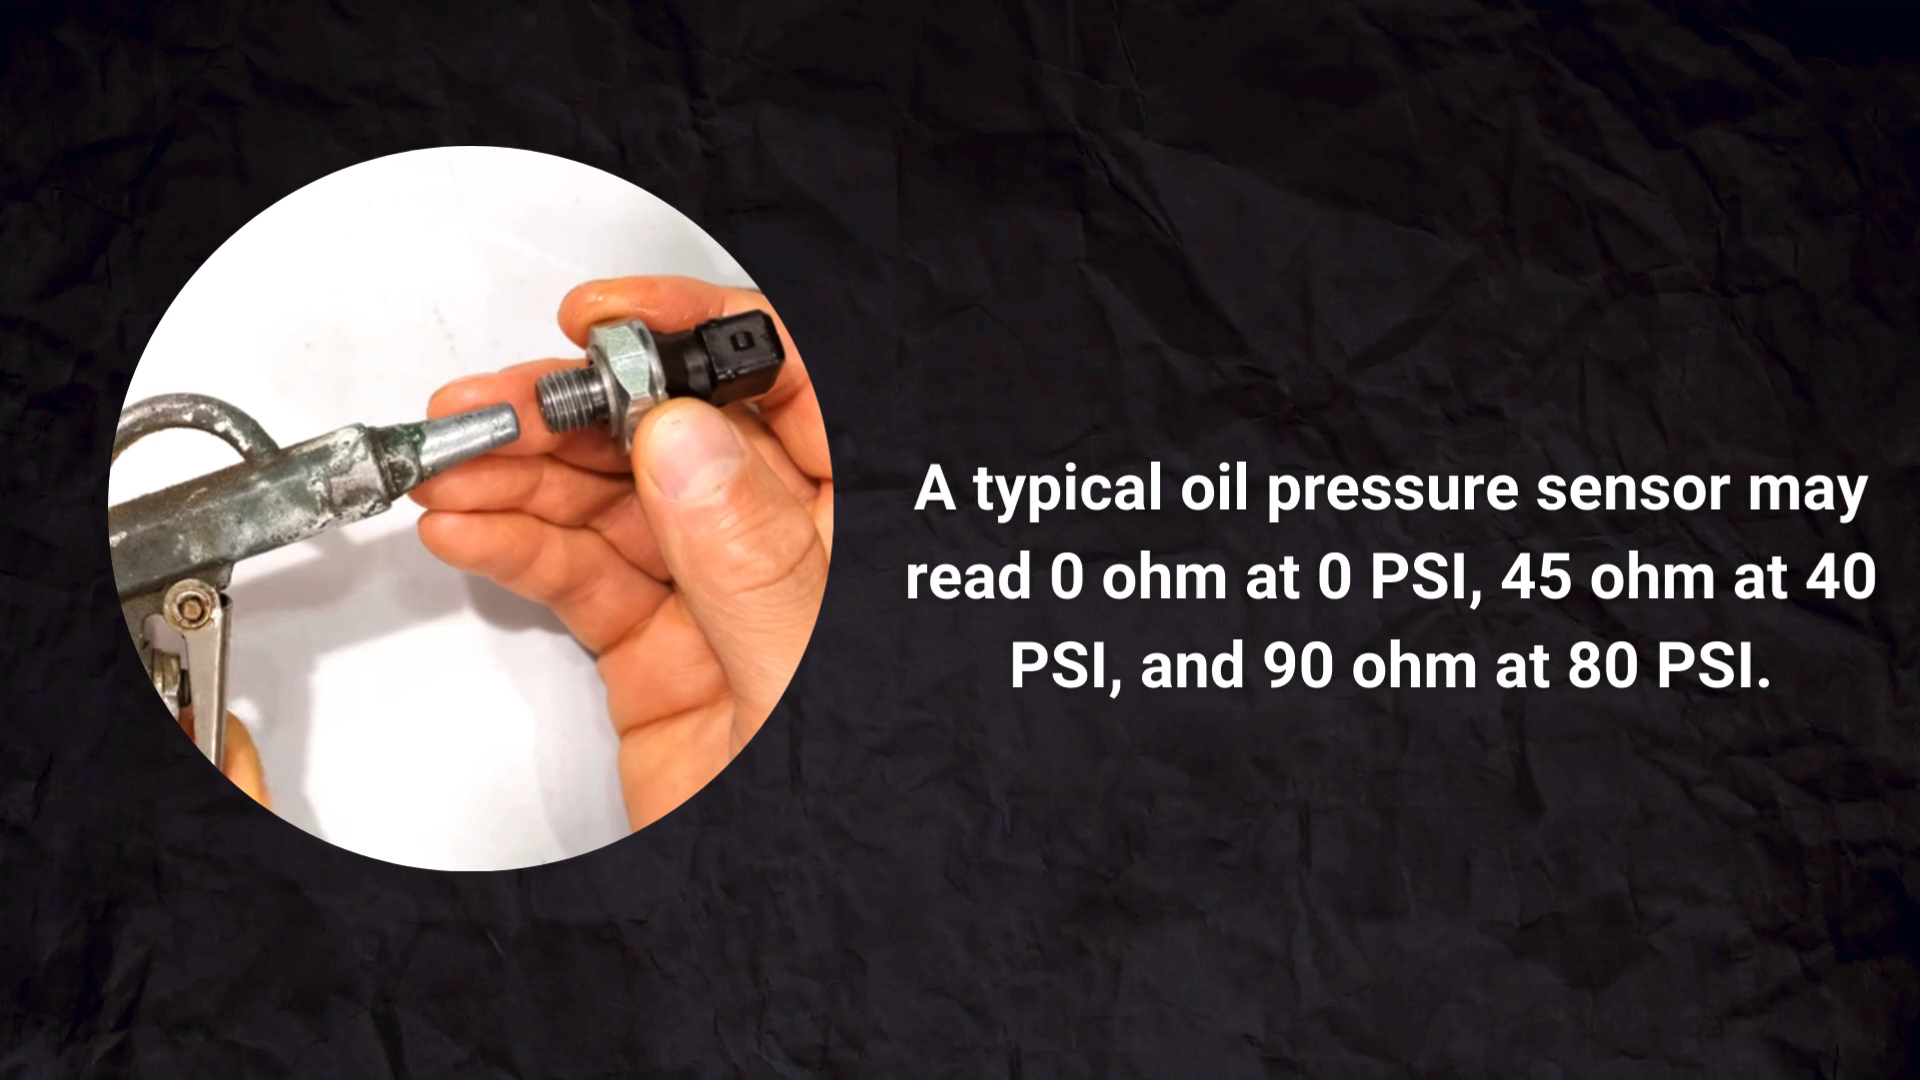 A typical oil pressure sensor may
read 0 ohm at 0 PSI, 45 ohm at 40
PSI, and 90 ohm at 80 PSI.